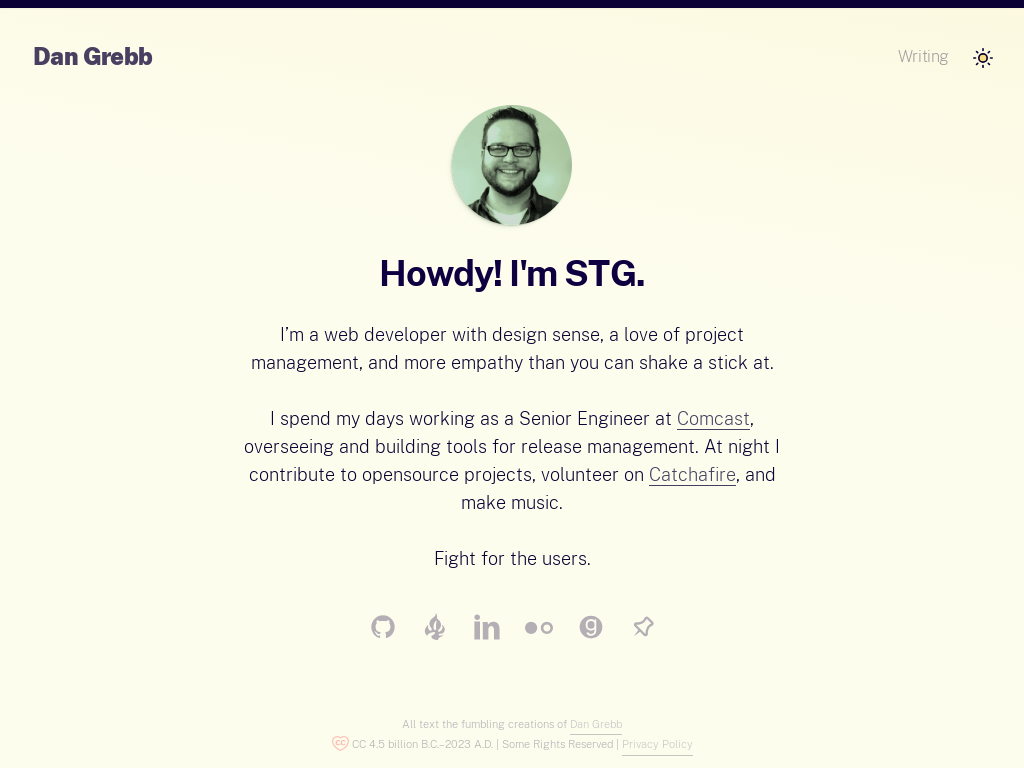 Dan Grebb
Writing
Howdy! I'm STG.
I’m a web developer with design sense, a love of project
management, and more empathy than you can shake a stick at.
I spend my days working as a Senior Engineer at Comcast,
overseeing and building tools for release management. At night I
contribute to opensource projects, volunteer on Catchafire, and
make music.
Fight for the users.
All text the fumbling creations of Dan Grebb
CC 4.5 billion B.C.–2023 A.D. | Some Rights Reserved | Privacy Policy